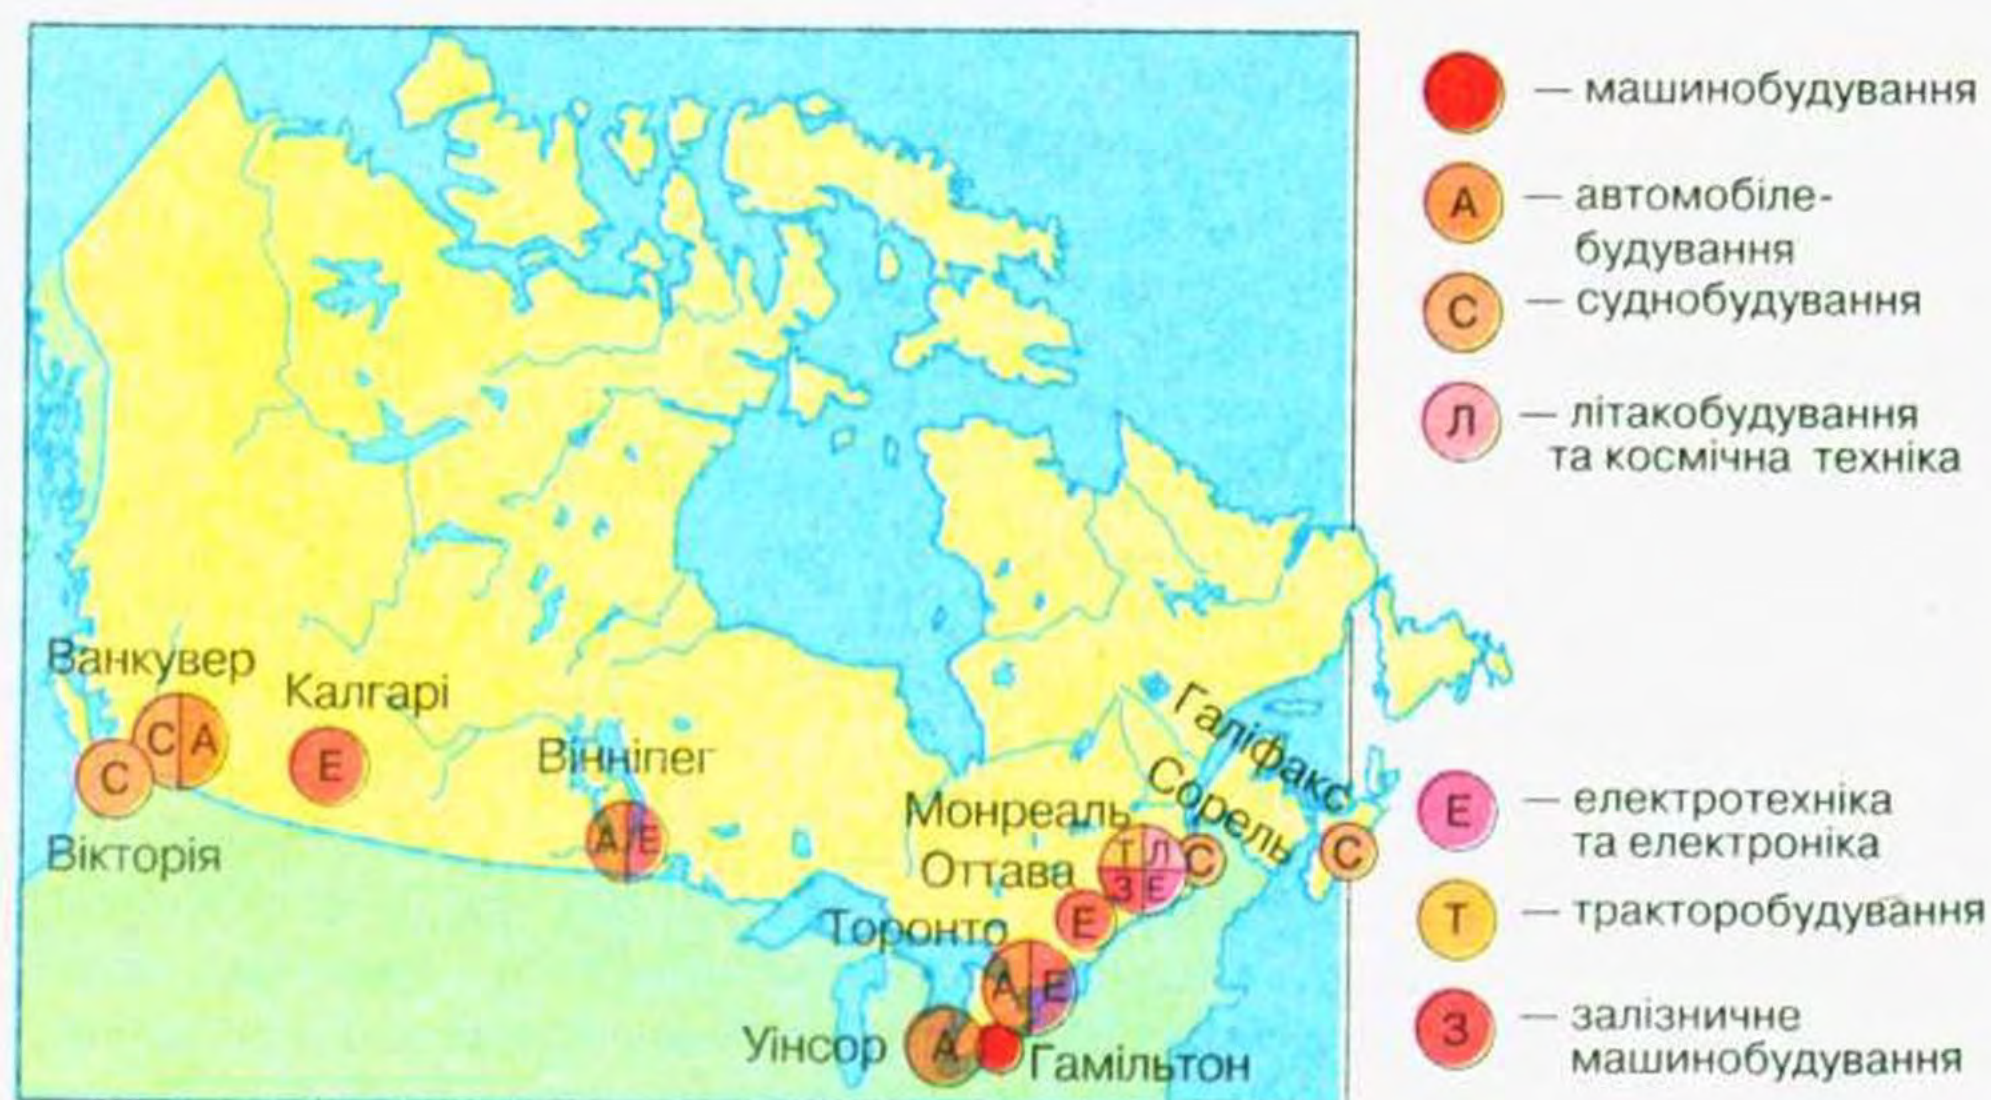 — машинобудування
А — автомобіле-
будування
С — суднобудування
Л — літакобудування
та космічна техніка
Е — електротехніка
та електроніка
Т — тракторобудування
З — залізничне
машинобудування
Ванкувер
С А
С
Вікторія
Калгарі
Е
Вінніпег
А Е
Галіфакс
С
Сорель
С
Монреаль
Т Л
З Е
Оттава
Е
Торонто
А Е
Уінсор
А
Гамільтон